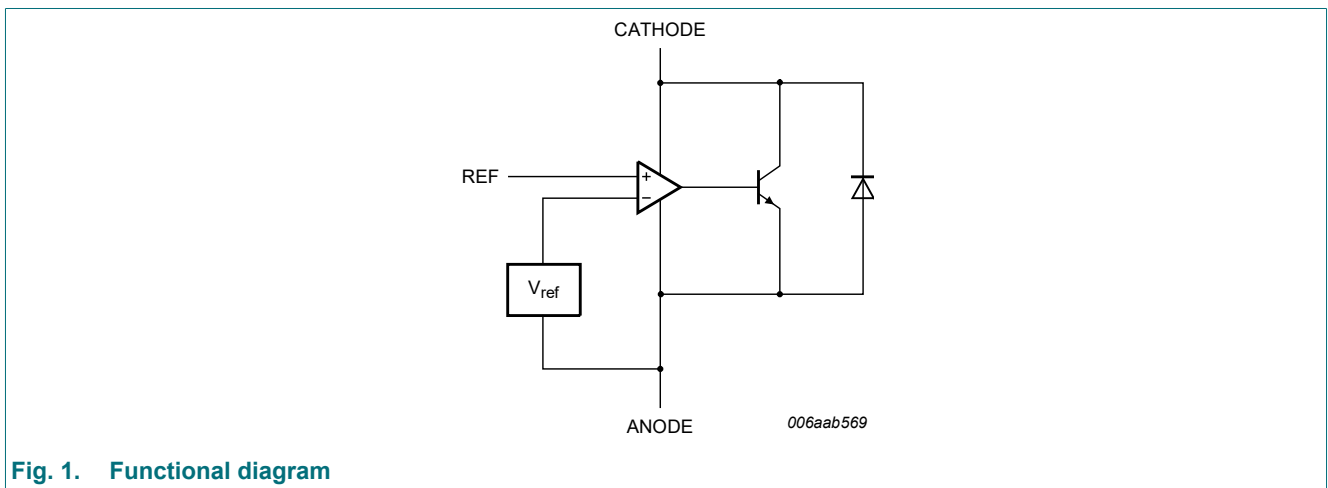 CATHODE
REF
+
−
Vref
ANODE
006aab569
Fig. 1. Functional diagram